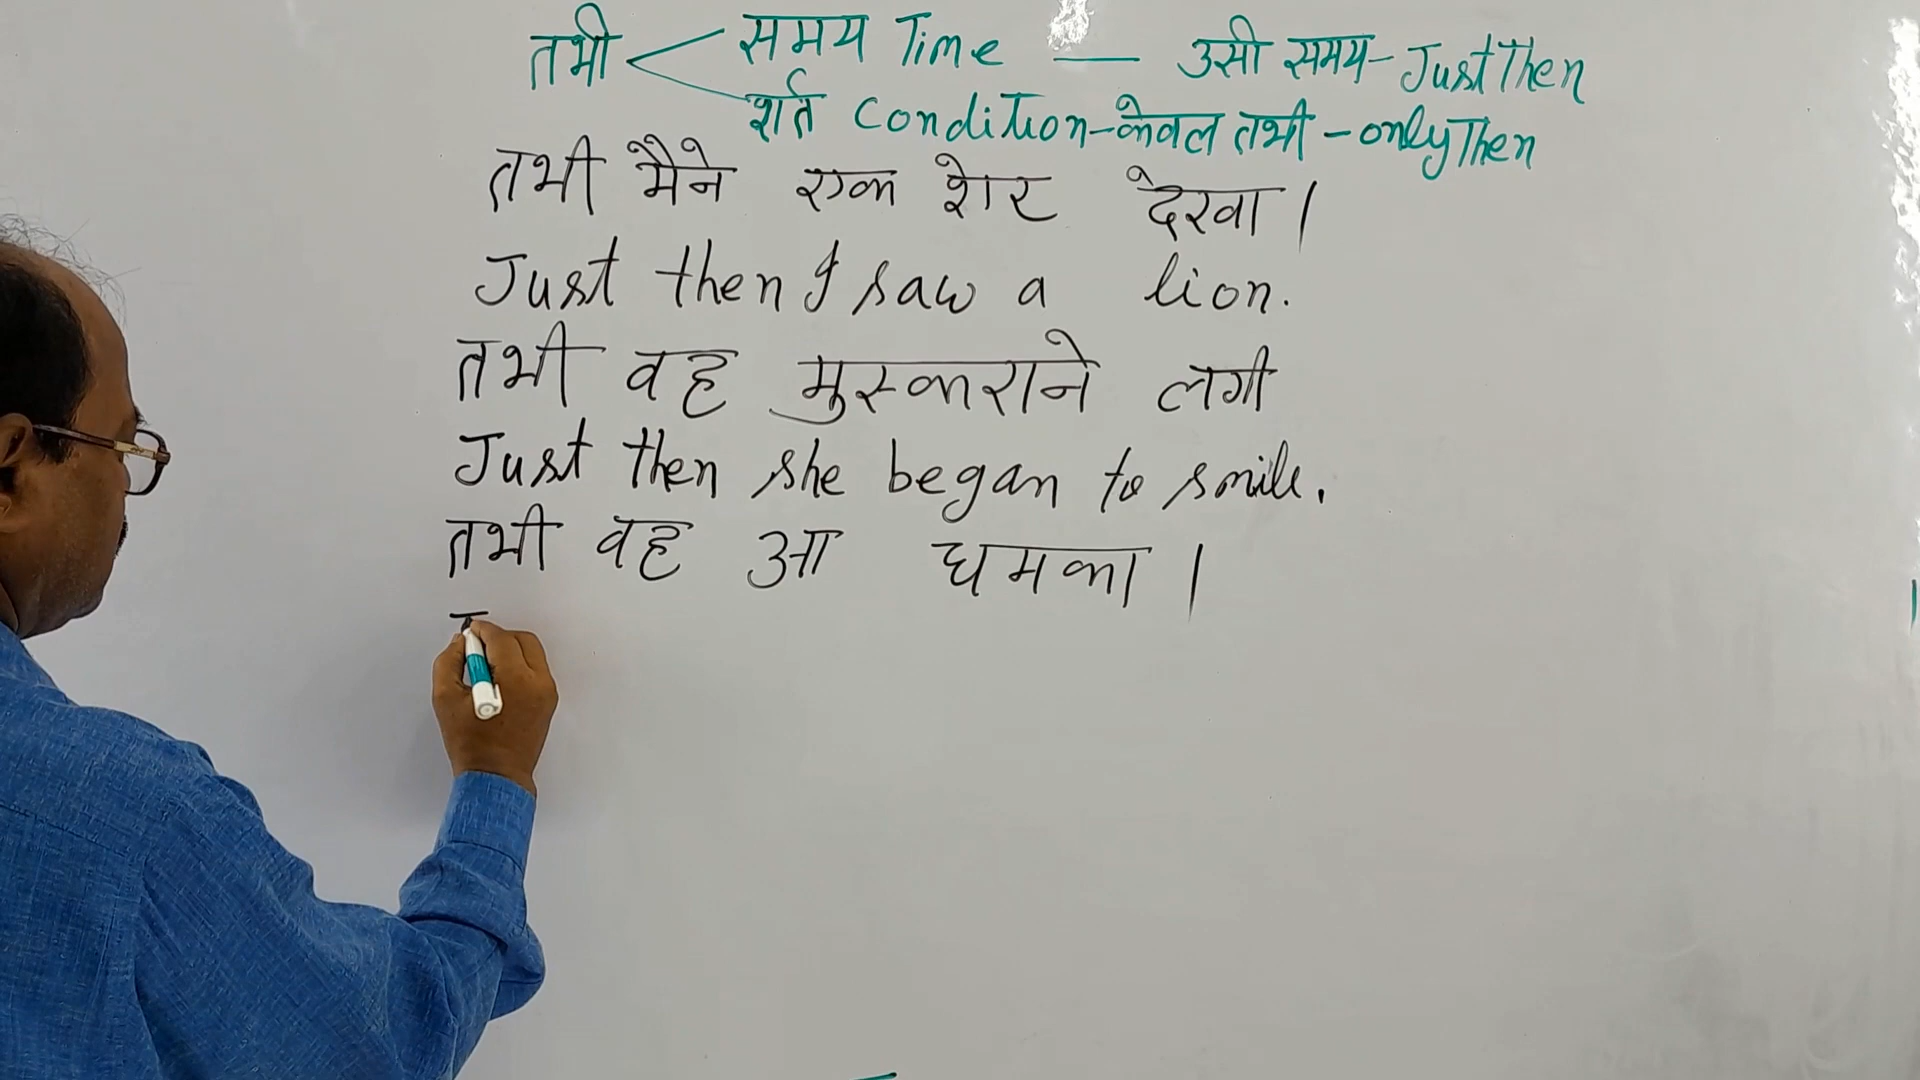 तभी समय Time — उसी समय - Just Then
शर्त Condition - केवल तभी - only Then
तभी मैने एक शेर देखा।
Just then I saw a lion.
तभी वह मुस्कराने लगी
Just then she began to smile.
तभी वह आ धमका।